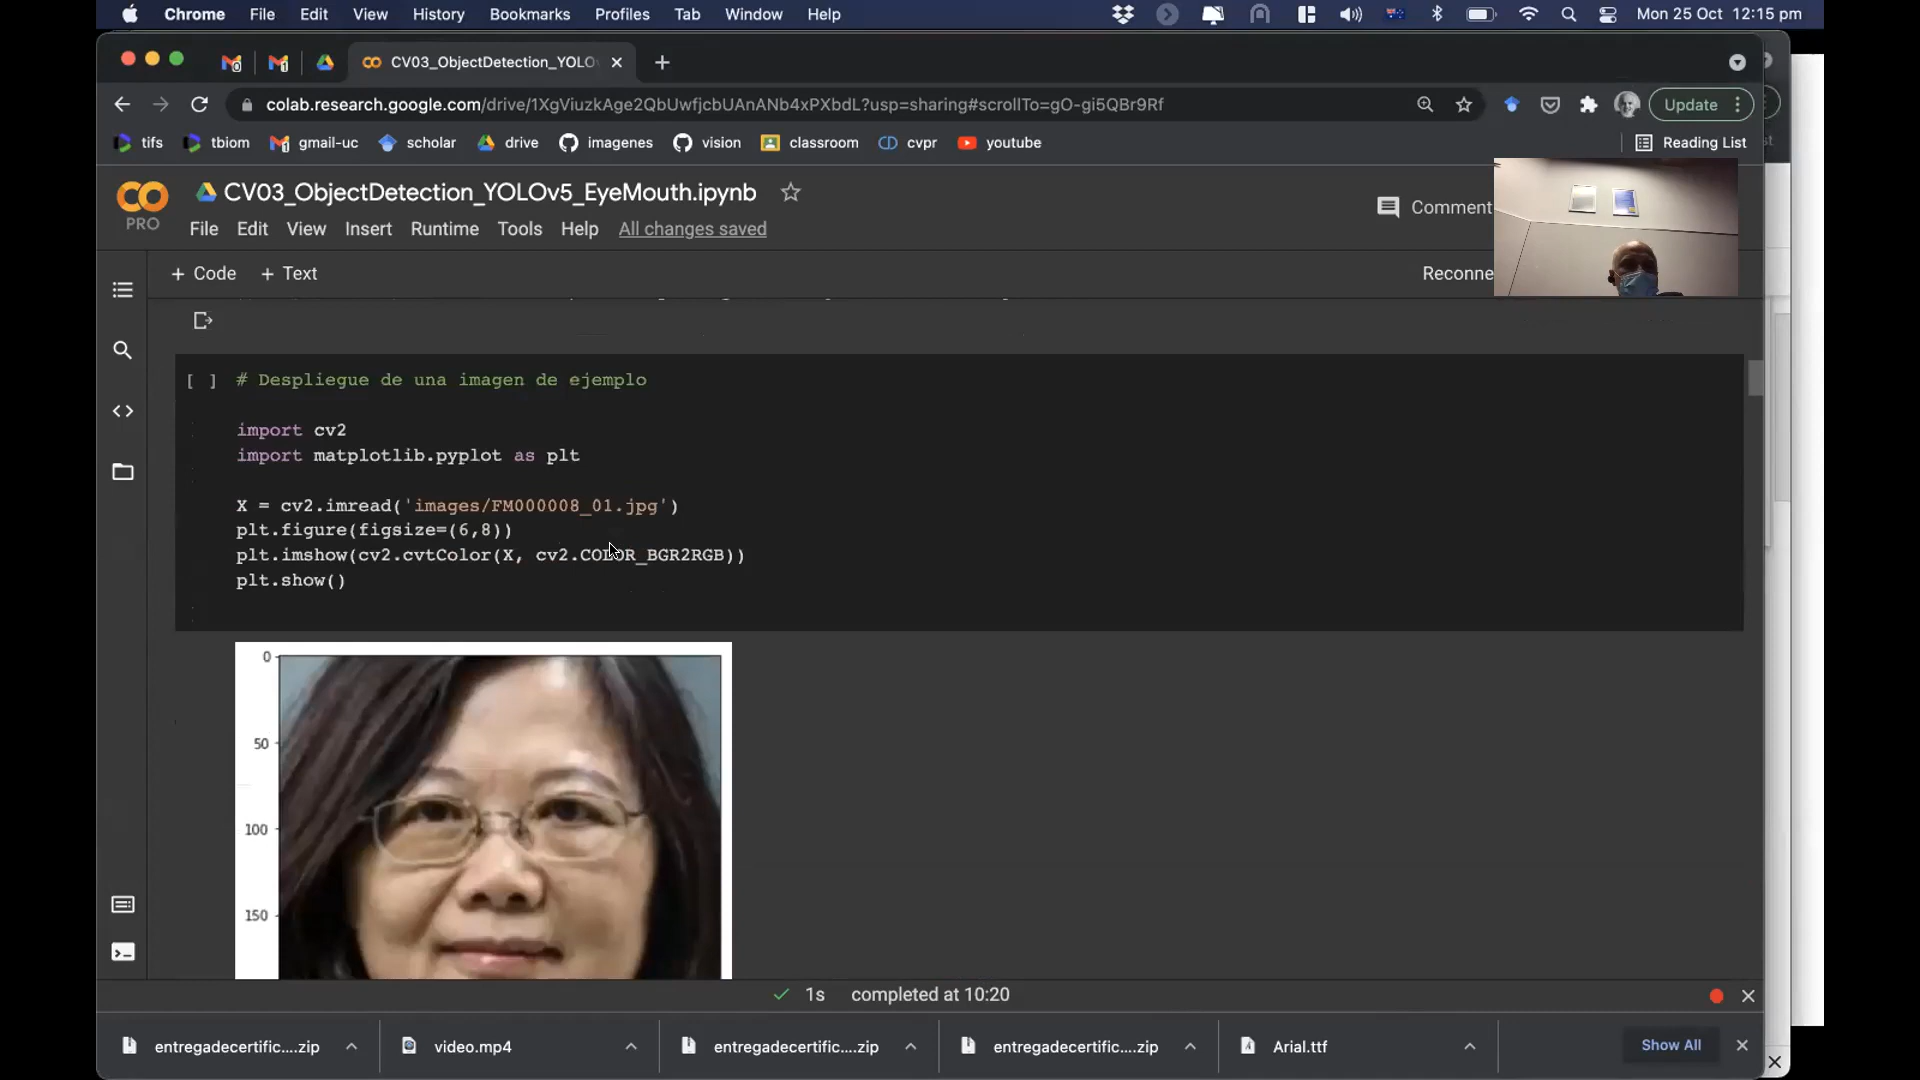 Chrome File Edit View History Bookmarks Profiles Tab Window Help Mon 25 Oct 12:15 pm
CV03_ObjectDetection_YOLO
colab.research.google.com/drive/1XgViuzkAge2QbUwfjcbUAnANb4xPXbdL?usp=sharing#scrollTo=gO-gi5QBr9Rf Update
tifs tbiom gmail-uc scholar drive imagenes vision classroom cvpr youtube Reading List
CO PRO
CV03_ObjectDetection_YOLOv5_EyeMouth.ipynb
Comment
File Edit View Insert Runtime Tools Help All changes saved
+ Code + Text Reconne
[ ] # Despliegue de una imagen de ejemplo
import cv2
import matplotlib.pyplot as plt
X = cv2.imread('images/FM000008_01.jpg')
plt.figure(figsize=(6,8))
plt.imshow(cv2.cvtColor(X, cv2.COLOR_BGR2RGB))
plt.show()
0
50
100
150
1s completed at 10:20
entregadecertific....zip video.mp4 entregadecertific....zip entregadecertific....zip Arial.ttf Show All